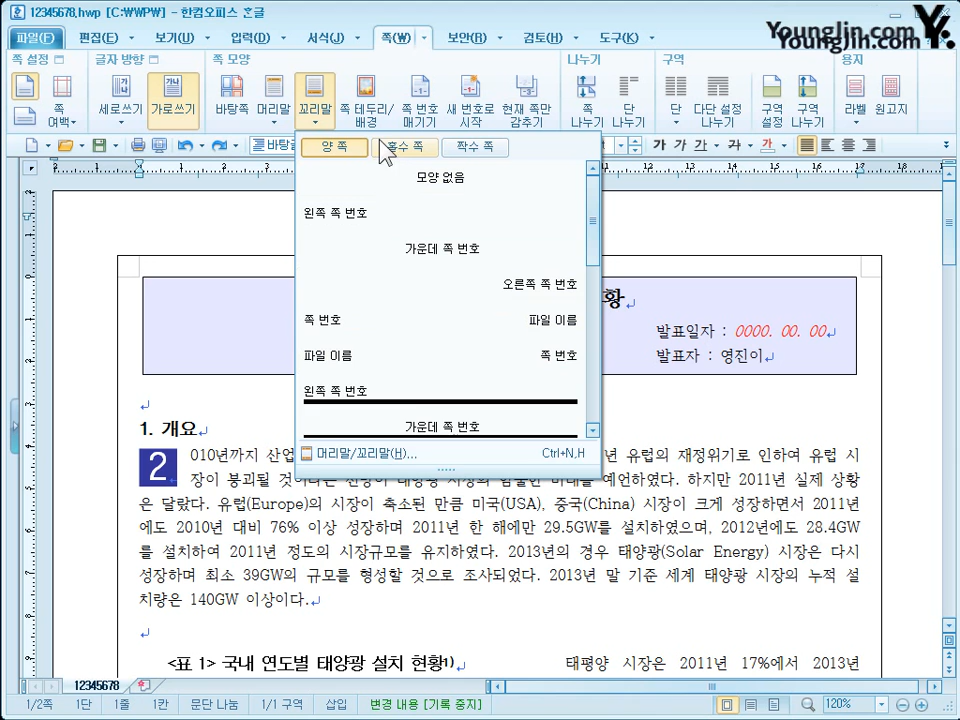 12345678.hwp [C:\WP\] - 한컴오피스 한글
YoungJin.com Y.
YoungJin.com
파일(F) 편집(E) 보기(U) 입력(D) 서식(J) 쪽(W) 보안(R) 검토(H) 도구(K)
쪽 설정 글자 방향 쪽 모양 나누기 구역 용지
쪽 여백 세로쓰기 가로쓰기 바탕쪽 머리말 꼬리말 쪽 테두리/배경 쪽 번호 매기기 새 번호로 시작 현재 쪽만 감추기 쪽 나누기 단 나누기 단 다단 설정 나누기 구역 설정 구역 나누기 라벨 원고지
양 쪽 홀수 쪽 짝수 쪽
모양 없음
왼쪽 쪽 번호
가운데 쪽 번호
오른쪽 쪽 번호
쪽 번호 파일 이름
파일 이름 쪽 번호
왼쪽 쪽 번호
가운데 쪽 번호
머리말/꼬리말(H)... Ctrl+N,H
황
발표일자 : 0000. 00. 00
발표자 : 영진이
1. 개요
2 010년까지 산업 년 유럽의 재정위기로 인하여 유럽 시
장이 붕괴될 예언하였다. 하지만 2011년 실제 상황
은 달랐다. 유럽(Europe)의 시장이 축소된 만큼 미국(USA), 중국(China) 시장이 크게 성장하면서 2011년
에도 2010년 대비 76% 이상 성장하며 2011년 한 해에만 29.5GW를 설치하였으며, 2012년에도 28.4GW
를 설치하여 2011년 정도의 시장규모를 유지하였다. 2013년의 경우 태양광(Solar Energy) 시장은 다시
성장하며 최소 39GW의 규모를 형성할 것으로 조사되었다. 2013년 말 기준 세계 태양광 시장의 누적 설
치량은 140GW 이상이다.
<표 1> 국내 연도별 태양광 설치 현황1) 태평양 시장은 2011년 17%에서 2013년
12345678
1/2쪽 1단 1줄 1칸 문단 나눔 1/1 구역 삽입 변경 내용 [기록 중지] 120%